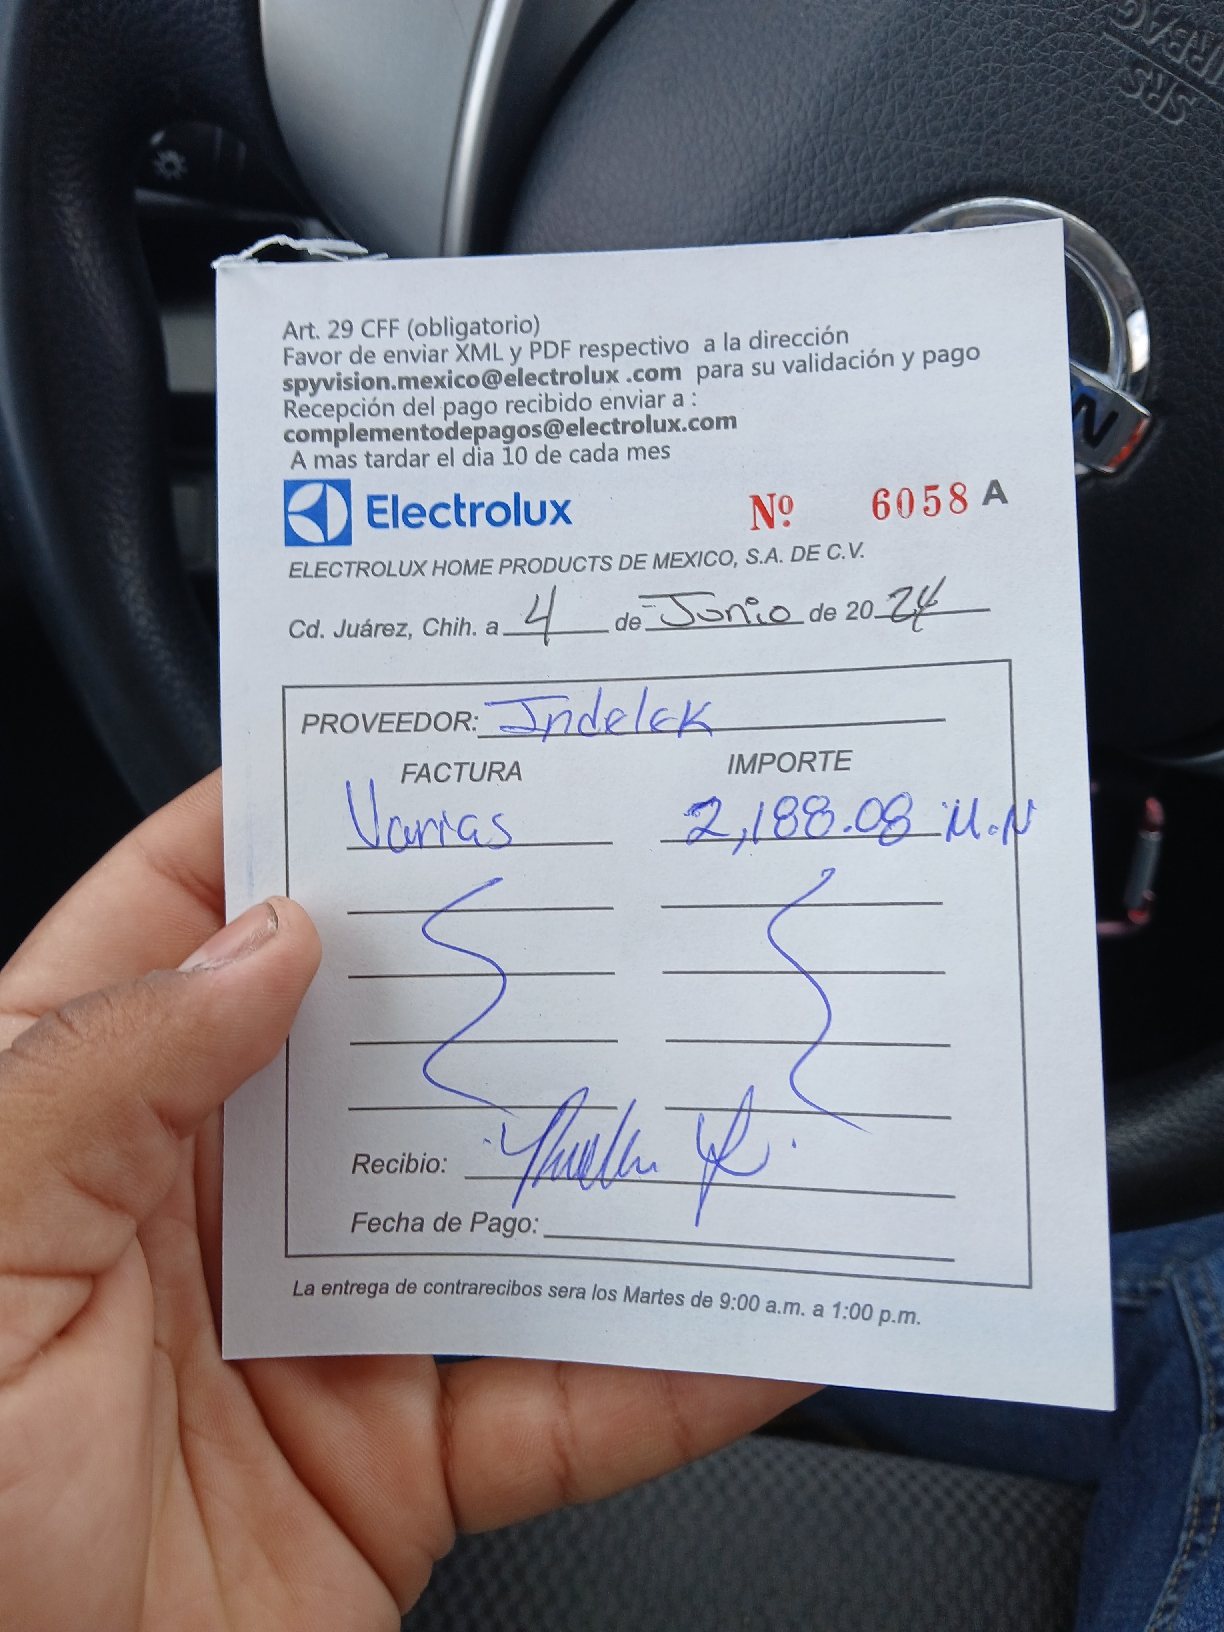 Art. 29 CFF (obligatorio)
Favor de enviar XML y PDF respectivo a la dirección
spyvision.mexico@electrolux .com para su validación y pago
Recepción del pago recibido enviar a :
complementodepagos@electrolux.com
A mas tardar el dia 10 de cada mes
Electrolux Nº 6058 A
ELECTROLUX HOME PRODUCTS DE MEXICO, S.A. DE C.V.
Cd. Juárez, Chih. a 4 de Junio de 2024
PROVEEDOR: Indelek
FACTURA IMPORTE
Varias 2,188.08 M.N
Recibio:
Fecha de Pago:
La entrega de contrarecibos sera los Martes de 9:00 a.m. a 1:00 p.m.
SRS AIRBAG